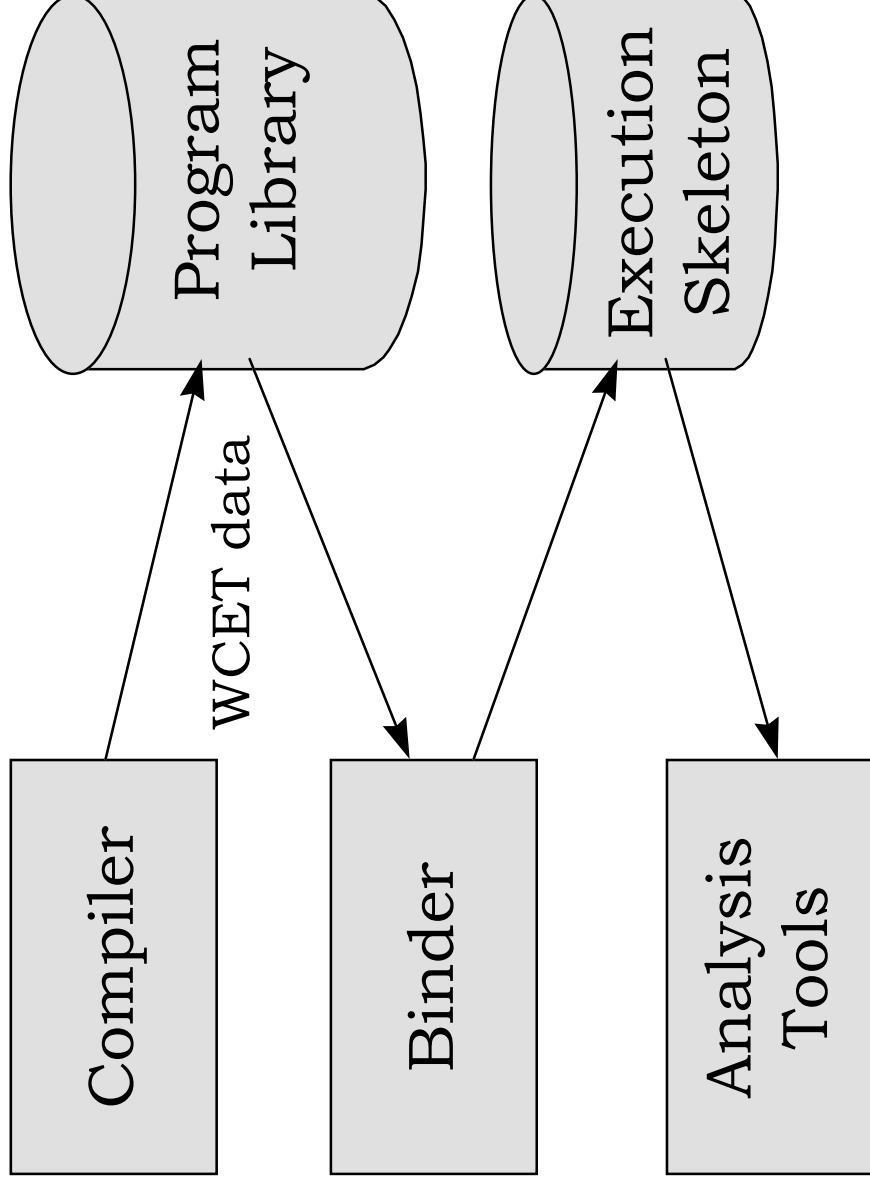 Compiler
WCET data
Program
Library
Binder
Execution
Skeleton
Analysis
Tools